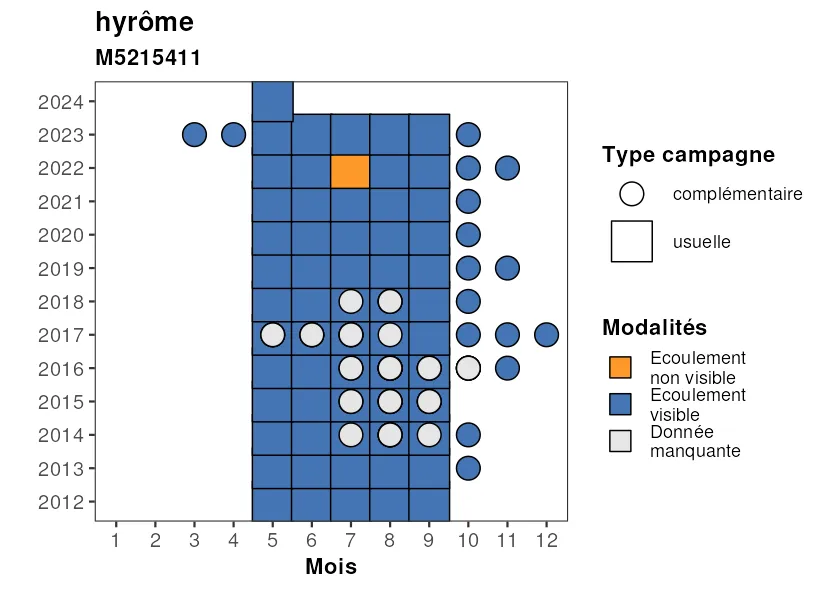 hyrôme
M5215411
2024
2023
2022
2021
2020
2019
2018
2017
2016
2015
2014
2013
2012
1 2 3 4 5 6 7 8 9 10 11 12
Mois
Type campagne
complémentaire
usuelle
Modalités
Ecoulement
non visible
Ecoulement
visible
Donnée
manquante